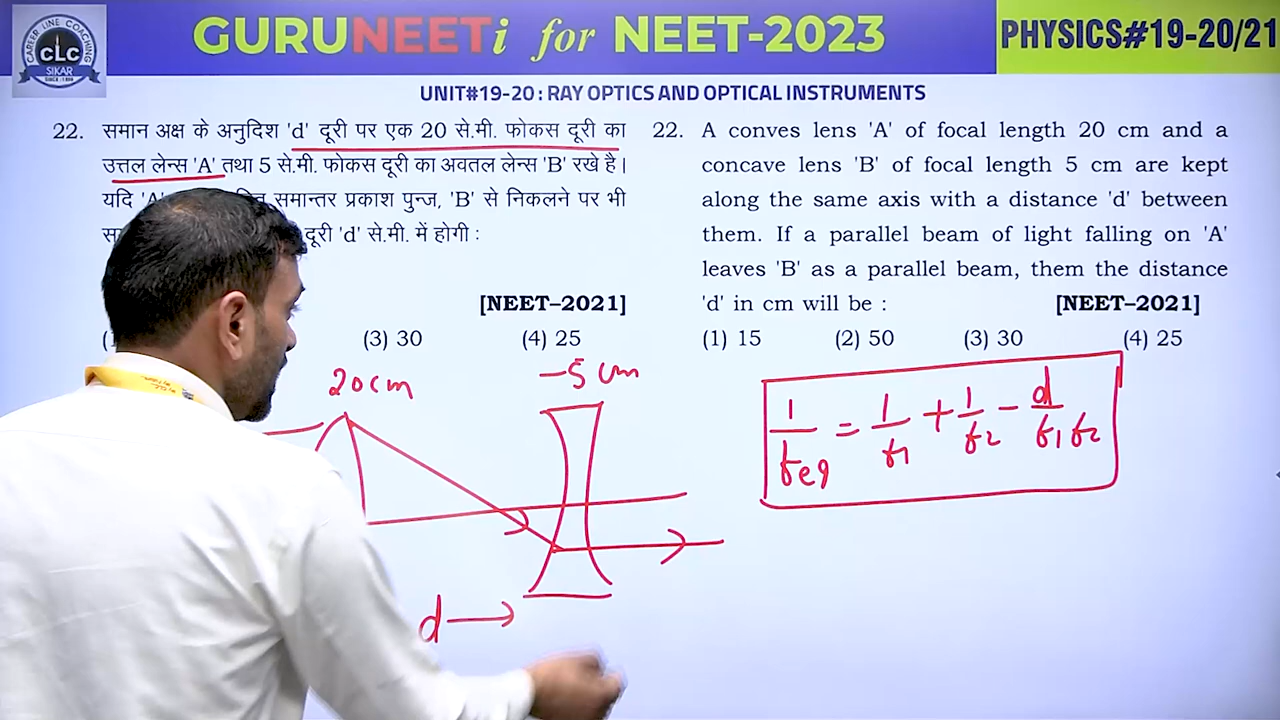 CAREER LINE COACHING
CLC
SIKAR
SINCE : 1996
GURUNEETi for NEET-2023
PHYSICS#19-20/21
UNIT#19-20 : RAY OPTICS AND OPTICAL INSTRUMENTS
22. समान अक्ष के अनुदिश 'd' दूरी पर एक 20 से.मी. फोकस दूरी का
उत्तल लेन्स 'A' तथा 5 से.मी. फोकस दूरी का अवतल लेन्स 'B' रखे है।
यदि 'A' समान्तर प्रकाश पुन्ज, 'B' से निकलने पर भी
दूरी 'd' से.मी. में होगी :
[NEET–2021]
(3) 30 (4) 25
22. A conves lens 'A' of focal length 20 cm and a
concave lens 'B' of focal length 5 cm are kept
along the same axis with a distance 'd' between
them. If a parallel beam of light falling on 'A'
leaves 'B' as a parallel beam, them the distance
'd' in cm will be :
[NEET–2021]
(1) 15 (2) 50 (3) 30 (4) 25
20cm
-5cm
d
1/feq = 1/f1 + 1/f2 - d/f1f2